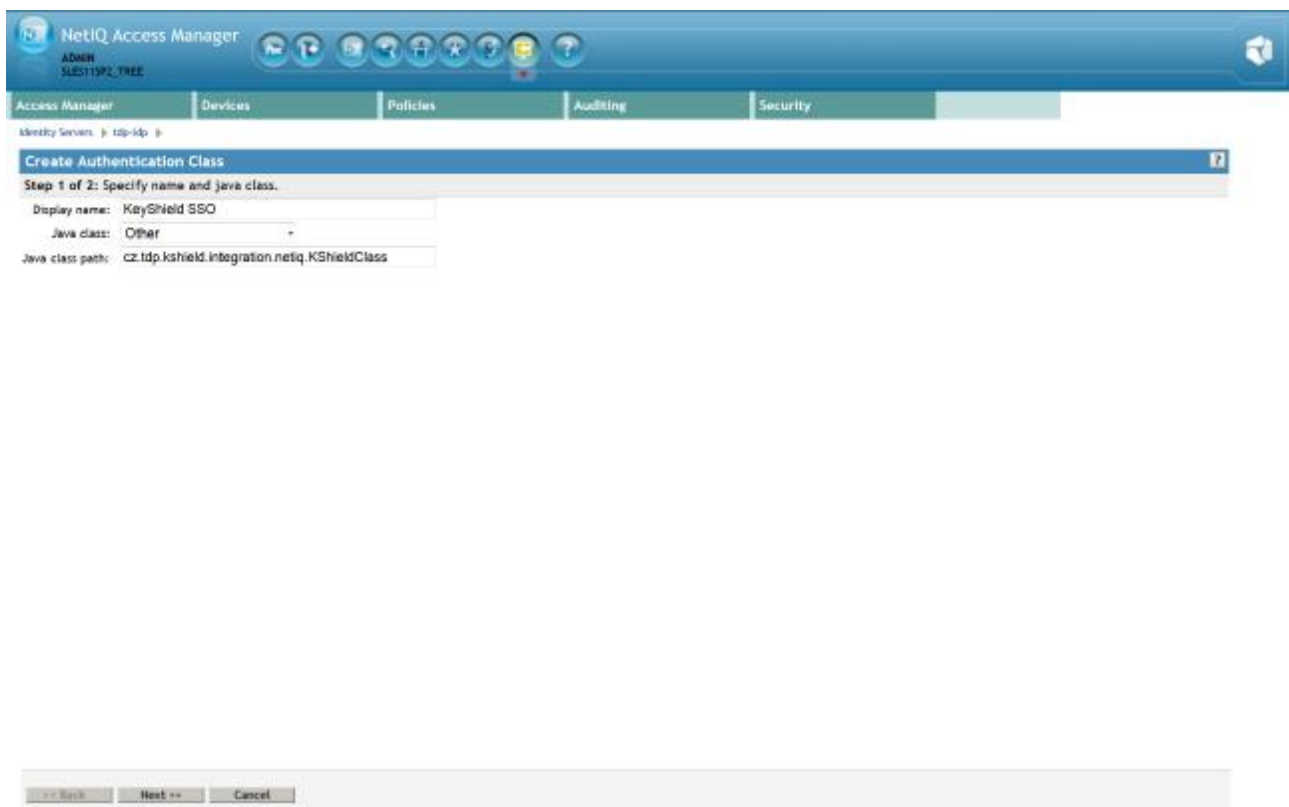 NetIQ Access Manager
ADMIN
SLES11SP2_TREE
Access Manager Devices Policies Auditing Security
Identity Servers tdp-idp
Create Authentication Class ?
Step 1 of 2: Specify name and java class.
Display name: KeyShield SSO
Java class: Other
Java class path: cz.tdp.kshield.integration.netiq.KShieldClass
<< Back Next >> Cancel